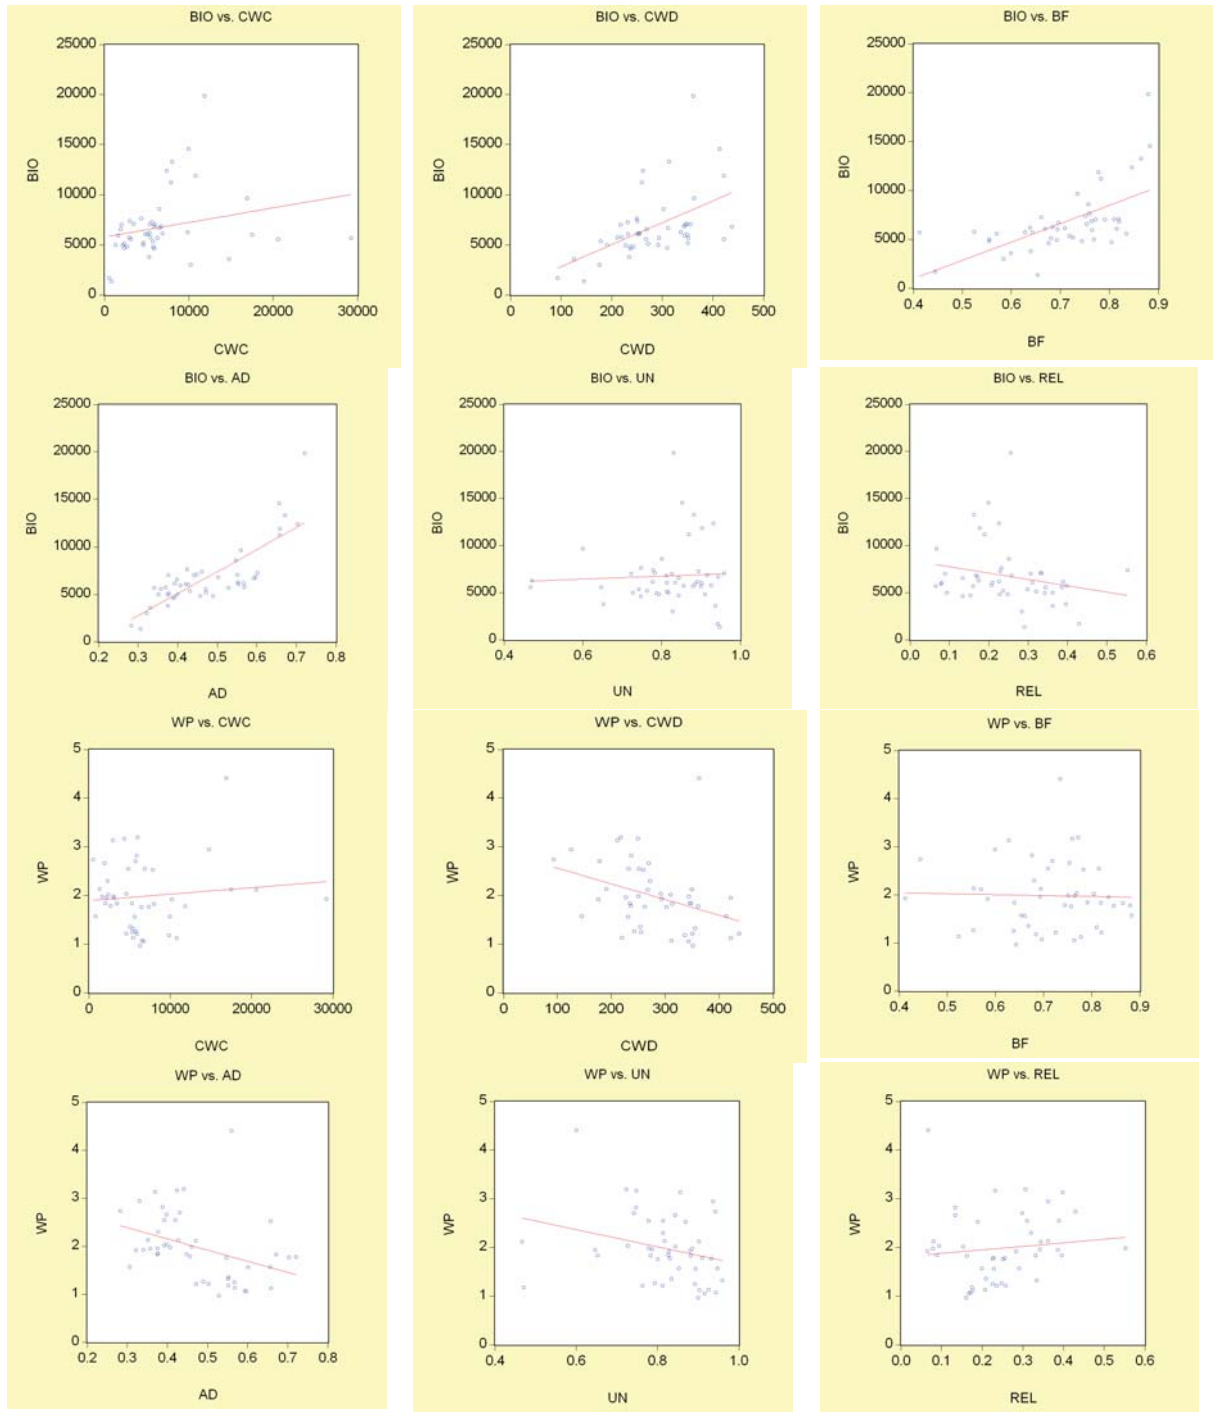 BIO vs. CWC
25000
20000
15000
10000
5000
0
0 10000 20000 30000
BIO
CWC
BIO vs. CWD
25000
20000
15000
10000
5000
0
0 100 200 300 400 500
BIO
CWD
BIO vs. BF
25000
20000
15000
10000
5000
0
0.4 0.5 0.6 0.7 0.8 0.9
BIO
BF
BIO vs. AD
25000
20000
15000
10000
5000
0
0.2 0.3 0.4 0.5 0.6 0.7 0.8
BIO
AD
BIO vs. UN
25000
20000
15000
10000
5000
0
0.4 0.6 0.8 1.0
BIO
UN
BIO vs. REL
25000
20000
15000
10000
5000
0
0.0 0.1 0.2 0.3 0.4 0.5 0.6
BIO
REL
WP vs. CWC
5
4
3
2
1
0
0 10000 20000 30000
WP
CWC
WP vs. CWD
5
4
3
2
1
0
0 100 200 300 400 500
WP
CWD
WP vs. BF
5
4
3
2
1
0
0.4 0.5 0.6 0.7 0.8 0.9
WP
BF
WP vs. AD
5
4
3
2
1
0
0.2 0.3 0.4 0.5 0.6 0.7 0.8
WP
AD
WP vs. UN
5
4
3
2
1
0
0.4 0.6 0.8 1.0
WP
UN
WP vs. REL
5
4
3
2
1
0
0.0 0.1 0.2 0.3 0.4 0.5 0.6
WP
REL